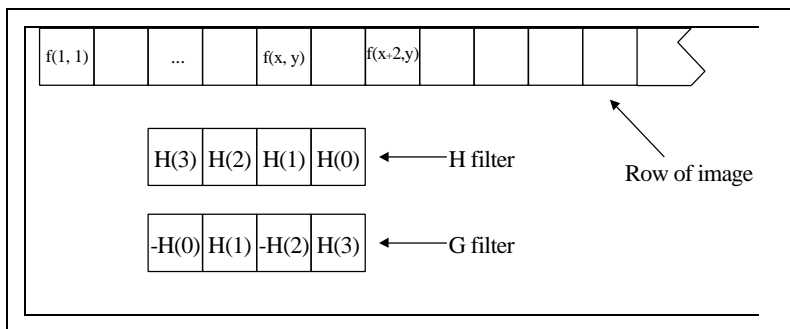 f(1, 1) ... f(x, y) f(x+2,y)
H(3) H(2) H(1) H(0) H filter
Row of image
-H(0) H(1) -H(2) H(3) G filter